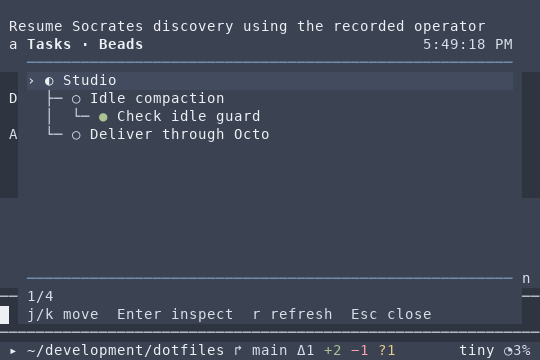 Resume Socrates discovery using the recorded operator
a Tasks · Beads 5:49:18 PM
› ◐ Studio
D ├─ ○ Idle compaction
│ └─ ● Check idle guard
A └─ ○ Deliver through Octo
n
1/4
j/k move Enter inspect r refresh Esc close
▸ ~/development/dotfiles ↱ main Δ1 +2 −1 ?1 tiny ◔3%